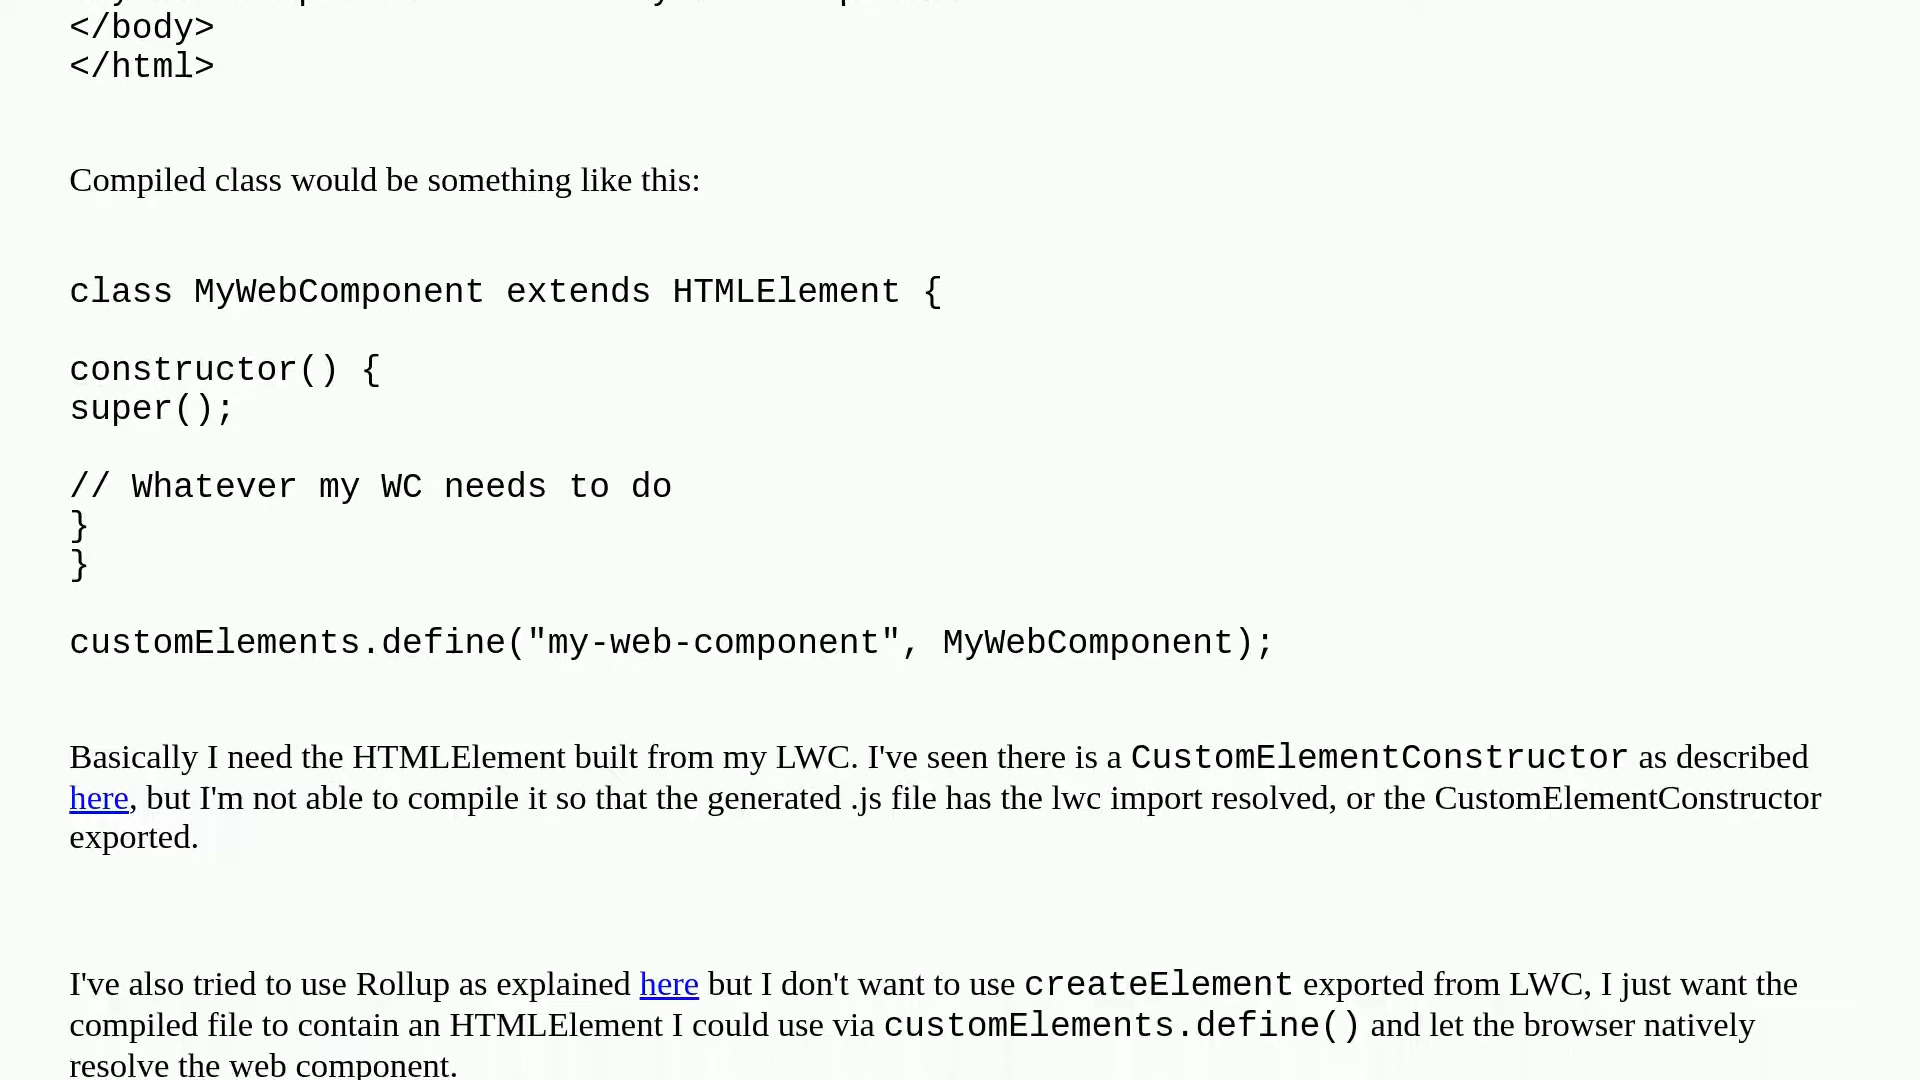 </body>
</html>
Compiled class would be something like this:
class MyWebComponent extends HTMLElement {
constructor() {
super();
// Whatever my WC needs to do
}
}
customElements.define("my-web-component", MyWebComponent);
Basically I need the HTMLElement built from my LWC. I've seen there is a CustomElementConstructor as described
here, but I'm not able to compile it so that the generated .js file has the lwc import resolved, or the CustomElementConstructor
exported.
I've also tried to use Rollup as explained here but I don't want to use createElement exported from LWC, I just want the
compiled file to contain an HTMLElement I could use via customElements.define() and let the browser natively
resolve the web component.